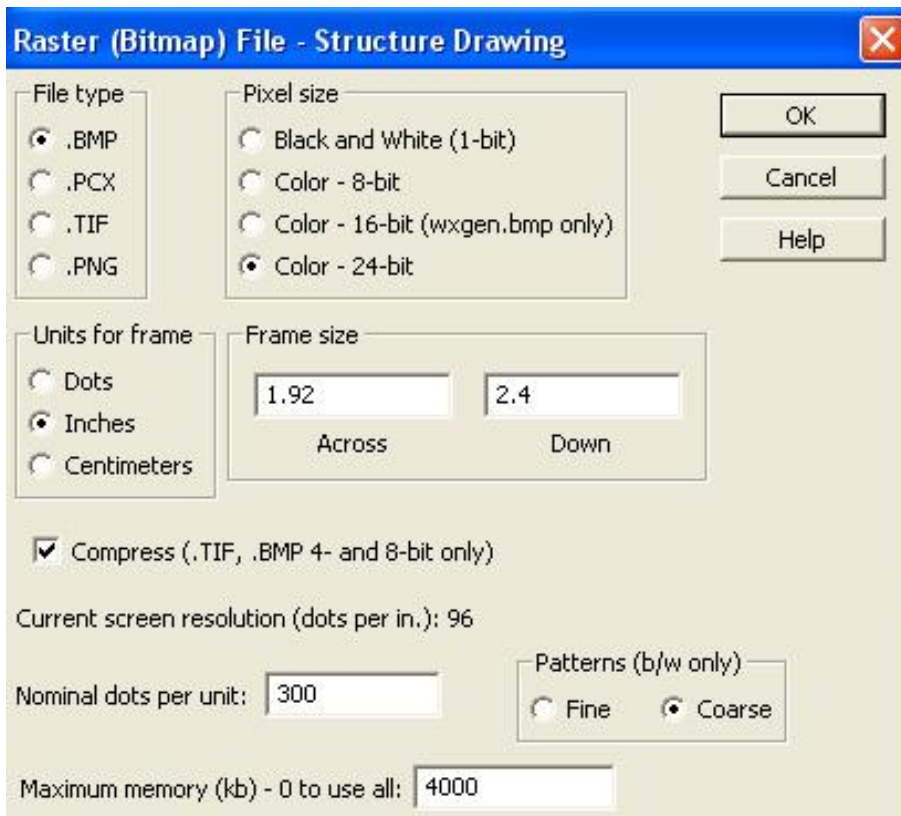 Raster (Bitmap) File - Structure Drawing
File type
.BMP
.PCX
.TIF
.PNG
Pixel size
Black and White (1-bit)
Color - 8-bit
Color - 16-bit (wxgen.bmp only)
Color - 24-bit
OK
Cancel
Help
Units for frame
Dots
Inches
Centimeters
Frame size
1.92 2.4
Across Down
Compress (.TIF, .BMP 4- and 8-bit only)
Current screen resolution (dots per in.): 96
Nominal dots per unit: 300
Patterns (b/w only)
Fine Coarse
Maximum memory (kb) - 0 to use all: 4000